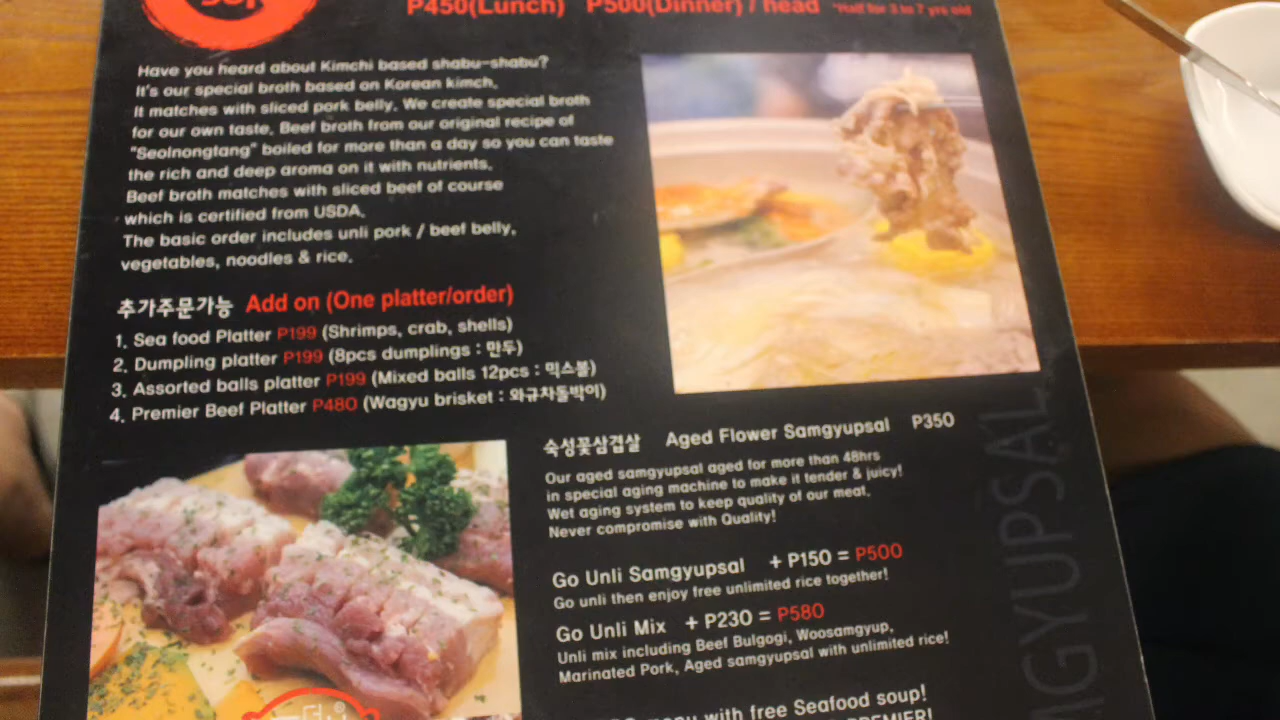 P450(Lunch) P500(Dinner) / head *Half for 3 to 7 yrs old
Have you heard about Kimchi based shabu-shabu?
It's our special broth based on Korean kimch.
It matches with sliced pork belly. We create special broth
for our own taste. Beef broth from our original recipe of
"Seolnongtang" boiled for more than a day so you can taste
the rich and deep aroma on it with nutrients.
Beef broth matches with sliced beef of course
which is certified from USDA.
The basic order includes unli pork / beef belly,
vegetables, noodles & rice.
추가주문가능 Add on (One platter/order)
1. Sea food Platter P199 (Shrimps, crab, shells)
2. Dumpling platter P199 (8pcs dumplings : 만두)
3. Assorted balls platter P199 (Mixed balls 12pcs : 믹스볼)
4. Premier Beef Platter P480 (Wagyu brisket : 와규차돌박이)
숙성꽃삼겹살 Aged Flower Samgyupsal P350
Our aged samgyupsal aged for more than 48hrs
in special aging machine to make it tender & juicy!
Wet aging system to keep quality of our meat.
Never compromise with Quality!
Go Unli Samgyupsal + P150 = P500
Go unli then enjoy free unlimited rice together!
Go Unli Mix + P230 = P580
Unli mix including Beef Bulgogi, Woosamgyup,
Marinated Pork, Aged samgyupsal with unlimited rice!
menu with free Seafood soup!
PREMIER!